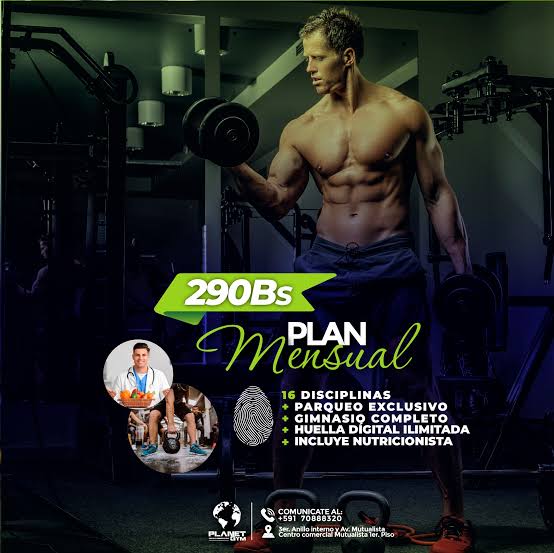 290Bs
PLAN
Mensual
16 DISCIPLINAS
+ PARQUEO EXCLUSIVO
+ GIMNASIO COMPLETO
+ HUELLA DIGITAL ILIMITADA
+ INCLUYE NUTRICIONISTA
PLANET
GYM
COMUNICATE AL:
+591 70888320
3er. Anillo interno y Av. Mutualista
Centro comercial Mutualista 1er. Piso